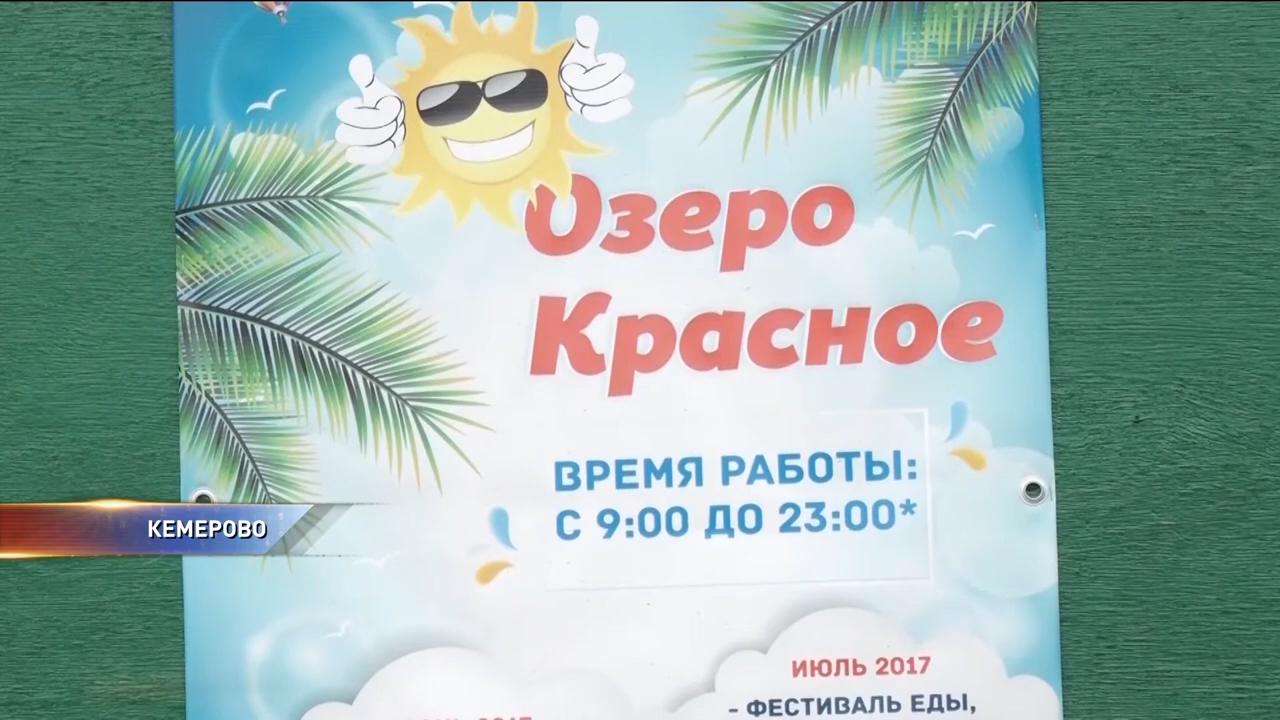 Озеро
Красное
ВРЕМЯ РАБОТЫ:
С 9:00 ДО 23:00*
КЕМЕРОВО
ИЮЛЬ 2017
- ФЕСТИВАЛЬ ЕДЫ,